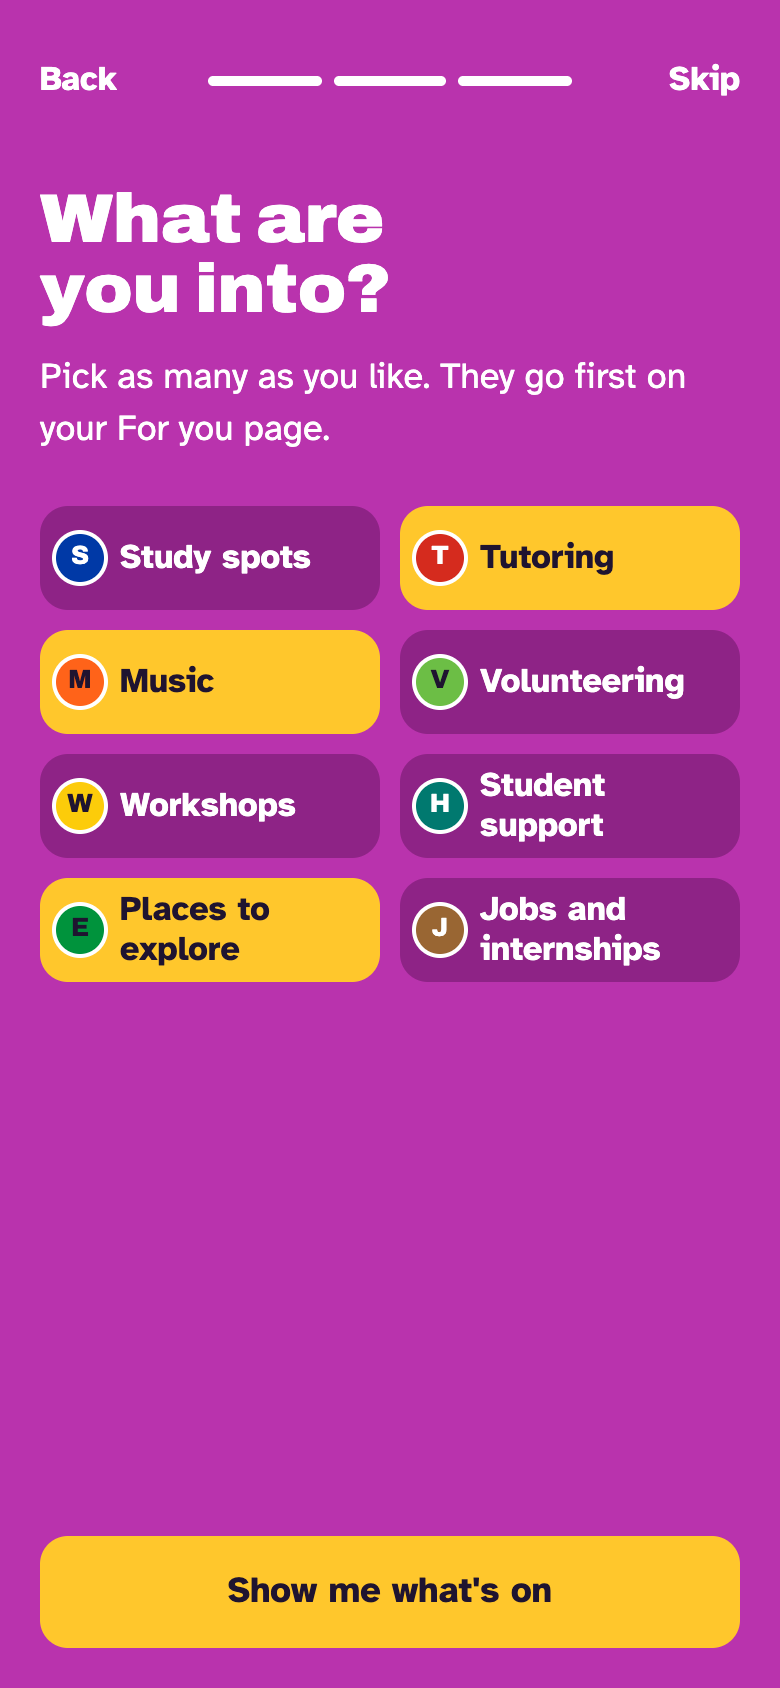 Back
Skip
What are
you into?
Pick as many as you like. They go first on
your For you page.
S Study spots
T Tutoring
M Music
V Volunteering
W Workshops
H Student
support
E Places to
explore
J Jobs and
internships
Show me what's on